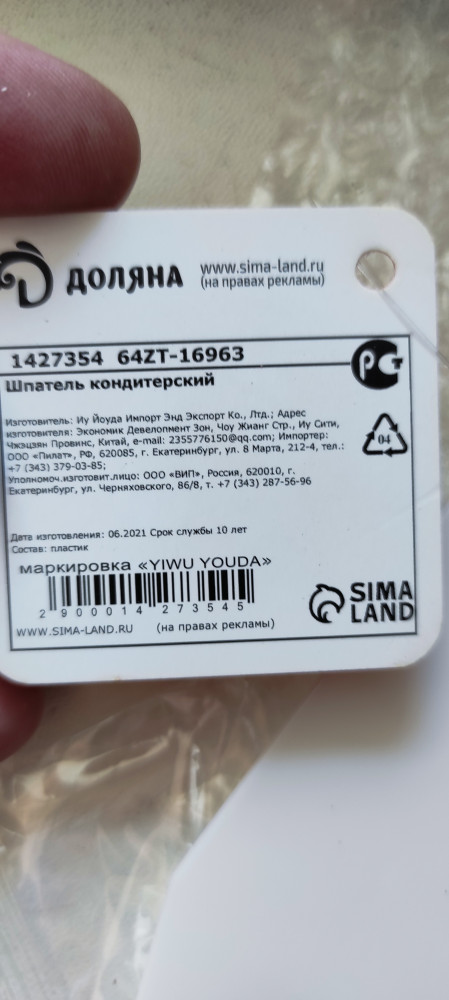 ДОЛЯНА
www.sima-land.ru
(на правах рекламы)
1427354 64ZT-16963
РСТ
Шпатель кондитерский
Изготовитель: Иу Йоуда Импорт Энд Экспорт Ко., Лтд.; Адрес
изготовителя: Экономик Девелопмент Зон, Чоу Жианг Стр., Иу Сити,
Чжэцзян Провинс, Китай, e-mail: 2355776150@qq.com; Импортер:
ООО «Пилат», РФ, 620085, г. Екатеринбург, ул. 8 Марта, 212-4, тел.:
+7 (343) 379-03-85;
Уполномоч.изготовит.лицо: ООО «ВИП», Россия, 620010, г.
Екатеринбург, ул. Черняховского, 86/8, т. +7 (343) 287-56-96
04
Дата изготовления: 06.2021 Срок службы 10 лет
Состав: пластик
маркировка «YIWU YOUDA»
2 900014 273545
WWW.SIMA-LAND.RU (на правах рекламы)
SIMA
LAND